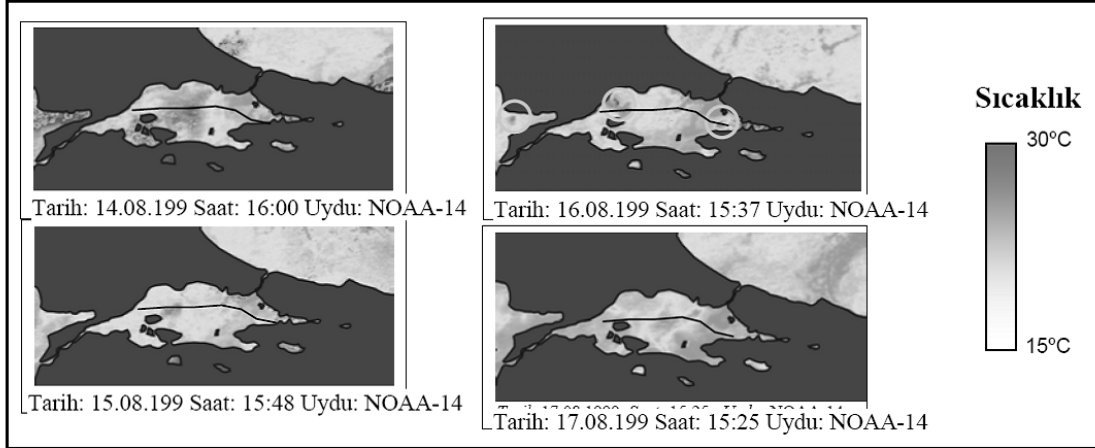 Tarih: 14.08.199 Saat: 16:00 Uydu: NOAA-14
Tarih: 16.08.199 Saat: 15:37 Uydu: NOAA-14
Tarih: 15.08.199 Saat: 15:48 Uydu: NOAA-14
Tarih: 17.08.199 Saat: 15:25 Uydu: NOAA-14
Sıcaklık
30ºC
15ºC